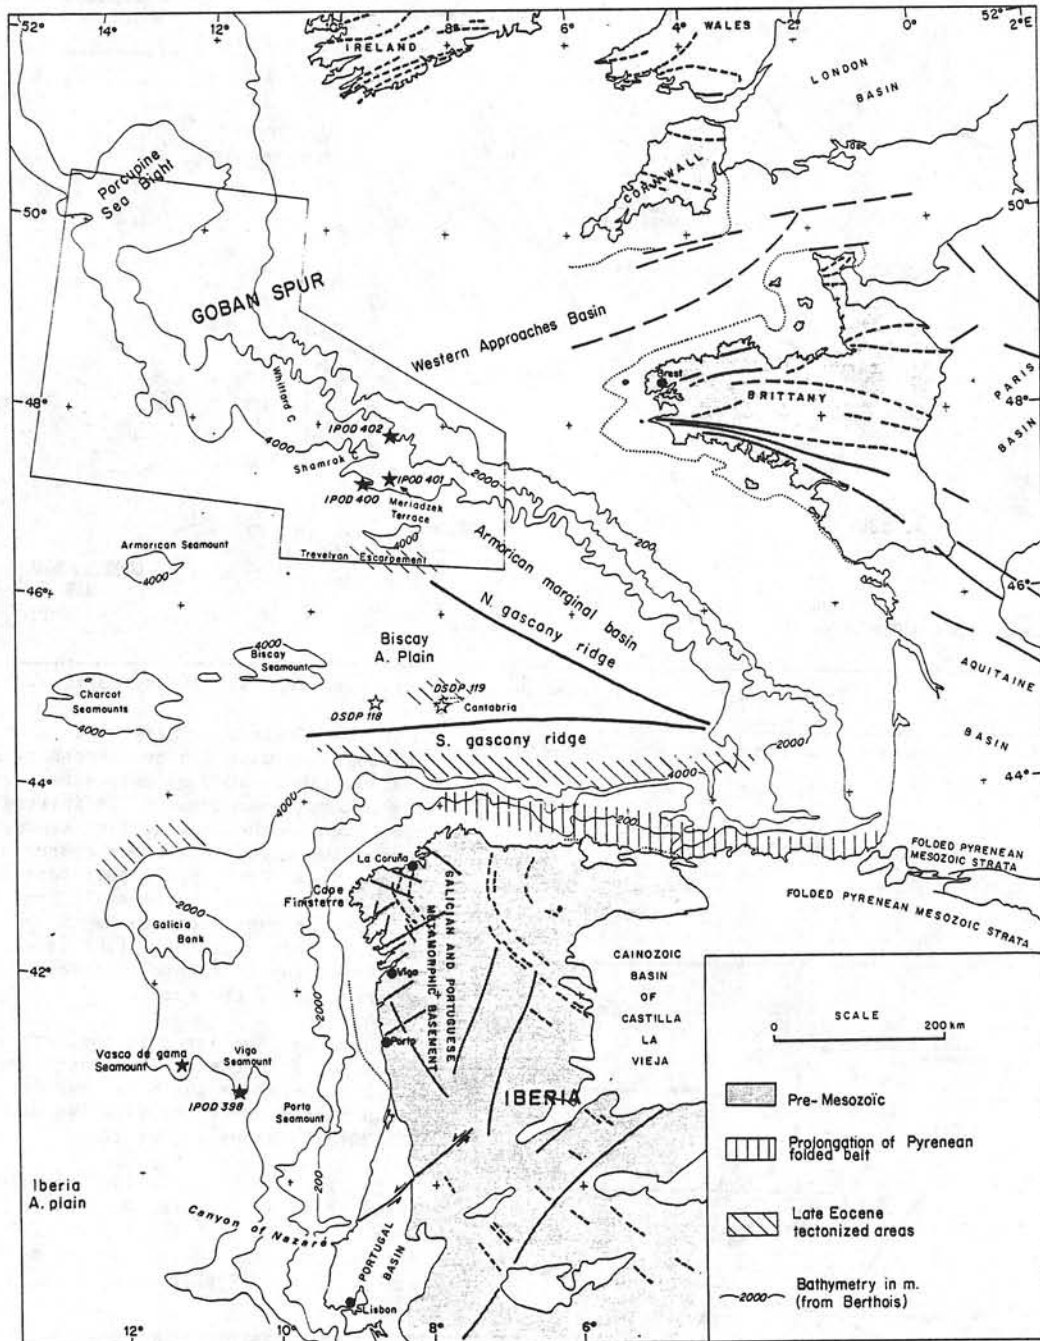 52°
14°
8°
6°
4°
2°
0°
52°
2°E
IRELAND
WALES
LONDON
BASIN
Porcupine
Sea Bight
CORNWALL
50°
50°
12°
GOBAN SPUR
Western Approaches Basin
Whittard C.
Brest
BRITTANY
PARIS
BASIN
48°
48°
IPOD 402
4000
Shamrok C
IPOD 401
2000
IPOD 400
Meriadzek
Terrace
200
4000
Armorican Seamount
4000
Trevelyan Escarpement
Armorican marginal basin
46°
46°
N. gascony ridge
Biscay
A. Plain
4000
Biscay
Seamount
AQUITAINE
BASIN
Charcot
Seamounts
4000
DSDP 119
Cantabria
DSDP 118
S. gascony ridge
2000
44°
4000
44°
4000
200
FOLDED PYRENEAN
MESOZOIC STRATA
FOLDED PYRENEAN MESOZOIC STRATA
La Coruña
Cape
Finisterre
GALICIAN AND PORTUGUESE
METAMORPHIC BASEMENT
2000
Galicia
Bank
42°
Vigo
2000
CAINOZOIC
BASIN
OF
CASTILLA
LA
VIEJA
Porto
Vasco de gama
Seamount
Vigo
Seamount
IPOD 398
Porto
Seamount
IBERIA
200
Iberia
A. plain
Canyon of Nazaré
PORTUGAL
BASIN
Lisbon
12°
10°
8°
6°
SCALE
0
200 km
Pre-Mesozoïc
Prolongation of Pyrenean
folded belt
Late Eocene
tectonized areas
2000
Bathymetry in m.
(from Berthois)